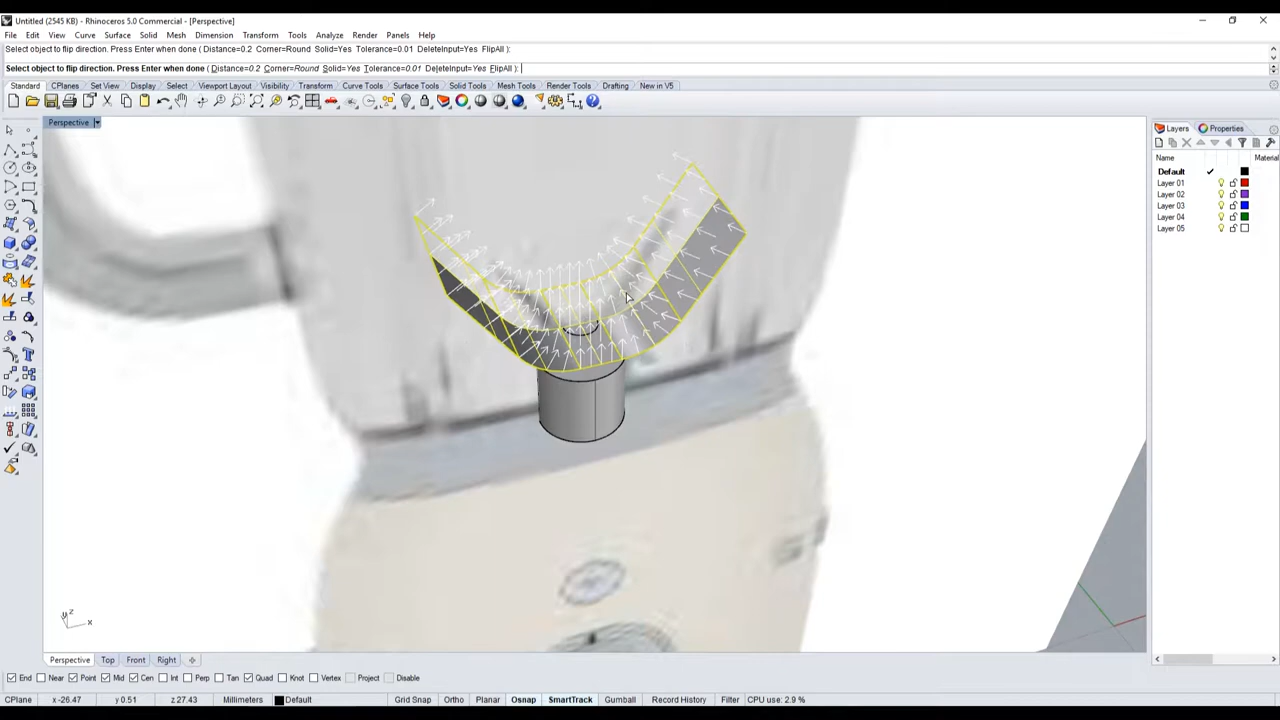 Untitled (2545 KB) - Rhinoceros 5.0 Commercial - [Perspective]
File Edit View Curve Surface Solid Mesh Dimension Transform Tools Analyze Render Panels Help
Select object to flip direction. Press Enter when done ( Distance=0.2 Corner=Round Solid=Yes Tolerance=0.01 DeleteInput=Yes FlipAll ):
Select object to flip direction. Press Enter when done ( Distance=0.2 Corner=Round Solid=Yes Tolerance=0.01 DeleteInput=Yes FlipAll ):
Standard CPlanes Set View Display Select Viewport Layout Visibility Transform Curve Tools Surface Tools Solid Tools Mesh Tools Render Tools Drafting New in V5
Perspective
Layers Properties
Name Material
Default
Layer 01
Layer 02
Layer 03
Layer 04
Layer 05
z
y
x
Perspective Top Front Right
End Near Point Mid Cen Int Perp Tan Quad Knot Vertex Project Disable
CPlane x -26.47 y 0.51 z 27.43 Millimeters Default Grid Snap Ortho Planar Osnap SmartTrack Gumball Record History Filter CPU use: 2.9 %